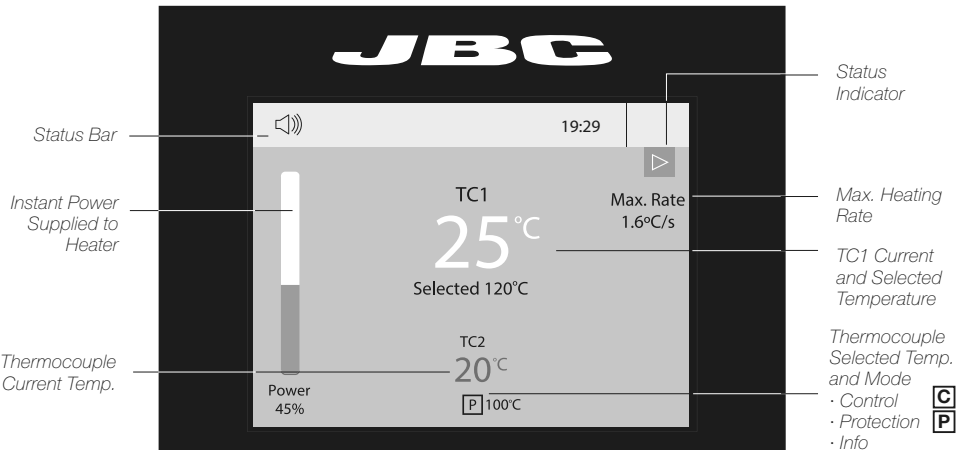 JBC
Status
Indicator
Status Bar
19:29
Instant Power
Supplied to
Heater
TC1
Max. Rate
1.6ºC/s
Max. Heating
Rate
25°C
Selected 120°C
TC1 Current
and Selected
Temperature
Thermocouple
Current Temp.
TC2
20°C
P 100°C
Power
45%
Thermocouple
Selected Temp.
and Mode
· Control C
· Protection P
· Info